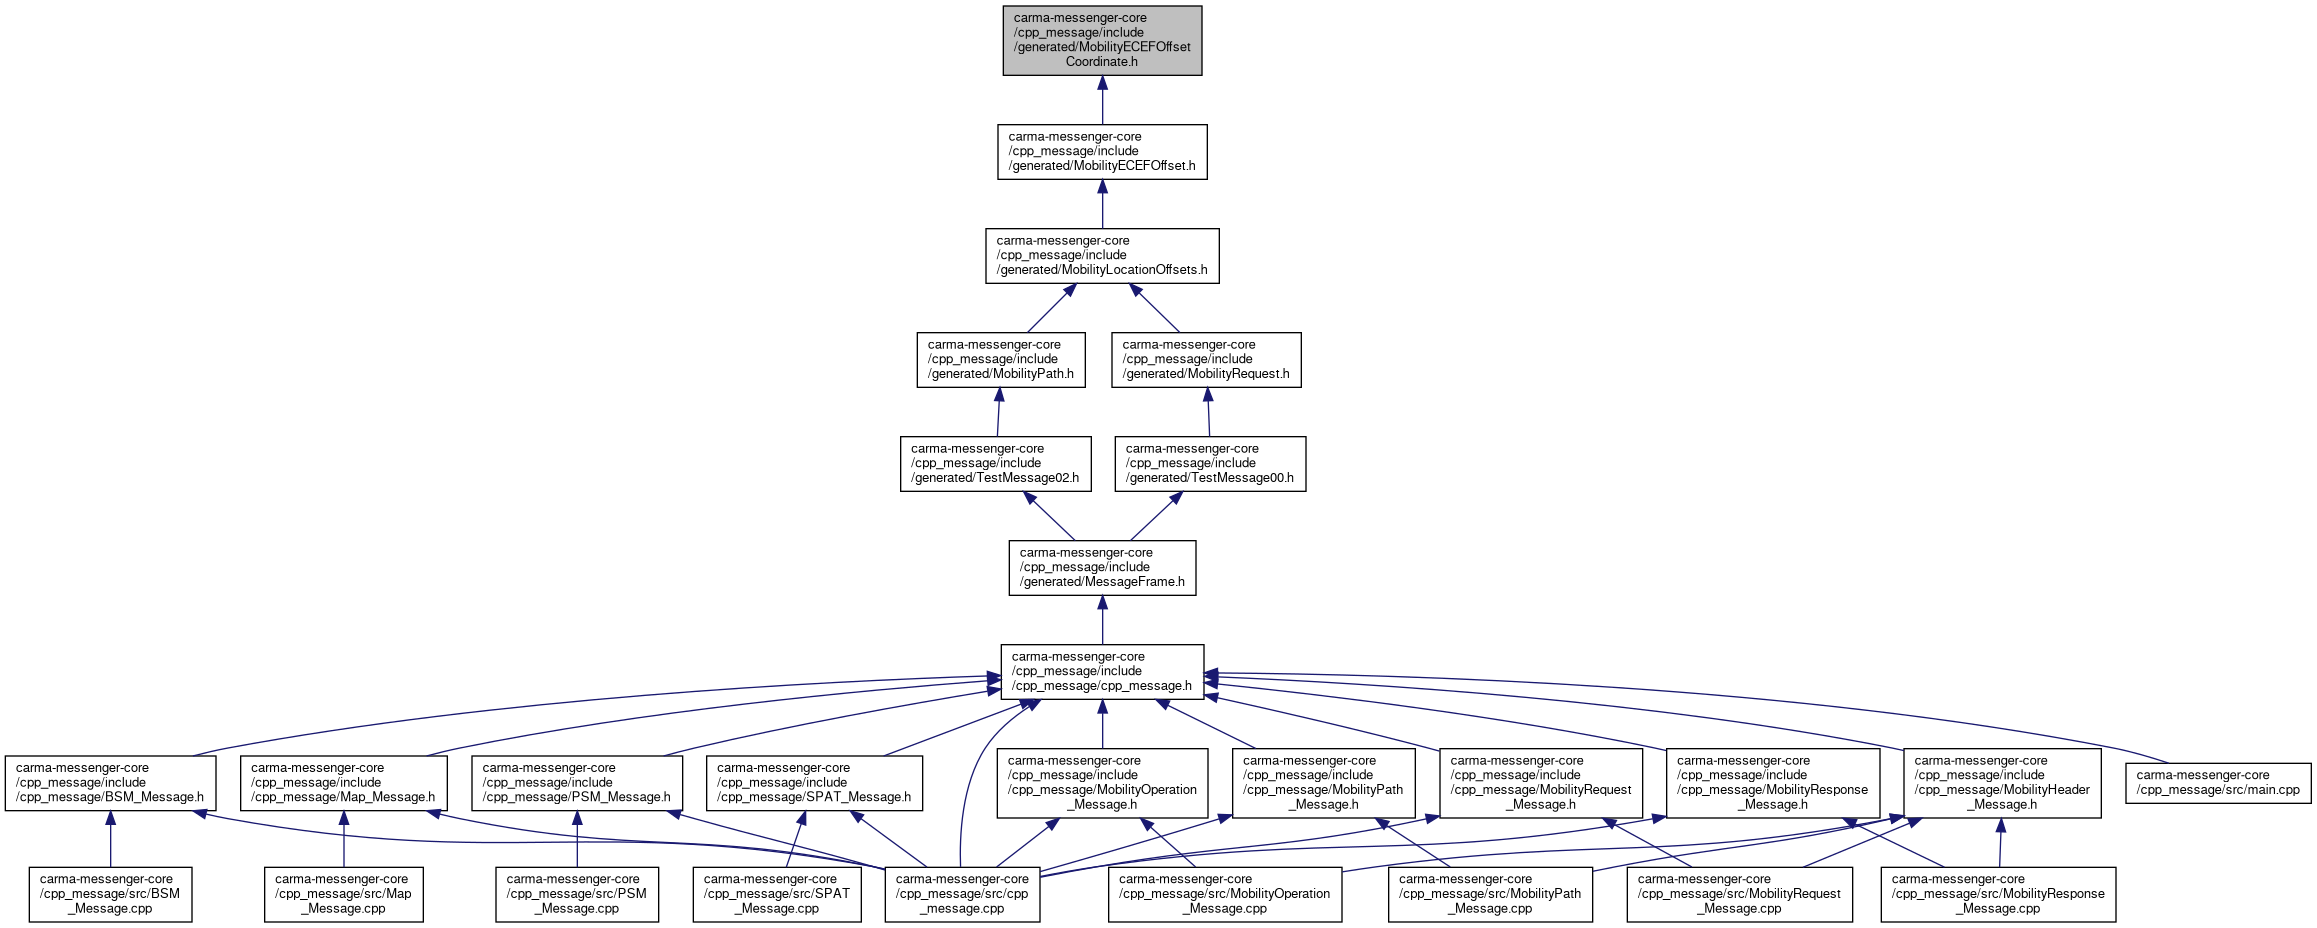 carma-messenger-core
/cpp_message/include
/generated/MobilityECEFOffset
Coordinate.h
carma-messenger-core
/cpp_message/include
/generated/MobilityECEFOffset.h
carma-messenger-core
/cpp_message/include
/generated/MobilityLocationOffsets.h
carma-messenger-core
/cpp_message/include
/generated/MobilityPath.h
carma-messenger-core
/cpp_message/include
/generated/MobilityRequest.h
carma-messenger-core
/cpp_message/include
/generated/TestMessage02.h
carma-messenger-core
/cpp_message/include
/generated/TestMessage00.h
carma-messenger-core
/cpp_message/include
/generated/MessageFrame.h
carma-messenger-core
/cpp_message/include
/cpp_message/cpp_message.h
carma-messenger-core
/cpp_message/include
/cpp_message/BSM_Message.h
carma-messenger-core
/cpp_message/include
/cpp_message/Map_Message.h
carma-messenger-core
/cpp_message/include
/cpp_message/PSM_Message.h
carma-messenger-core
/cpp_message/include
/cpp_message/SPAT_Message.h
carma-messenger-core
/cpp_message/include
/cpp_message/MobilityOperation
_Message.h
carma-messenger-core
/cpp_message/include
/cpp_message/MobilityPath
_Message.h
carma-messenger-core
/cpp_message/include
/cpp_message/MobilityRequest
_Message.h
carma-messenger-core
/cpp_message/include
/cpp_message/MobilityResponse
_Message.h
carma-messenger-core
/cpp_message/include
/cpp_message/MobilityHeader
_Message.h
carma-messenger-core
/cpp_message/src/main.cpp
carma-messenger-core
/cpp_message/src/BSM
_Message.cpp
carma-messenger-core
/cpp_message/src/Map
_Message.cpp
carma-messenger-core
/cpp_message/src/PSM
_Message.cpp
carma-messenger-core
/cpp_message/src/SPAT
_Message.cpp
carma-messenger-core
/cpp_message/src/cpp
_message.cpp
carma-messenger-core
/cpp_message/src/MobilityOperation
_Message.cpp
carma-messenger-core
/cpp_message/src/MobilityPath
_Message.cpp
carma-messenger-core
/cpp_message/src/MobilityRequest
_Message.cpp
carma-messenger-core
/cpp_message/src/MobilityResponse
_Message.cpp